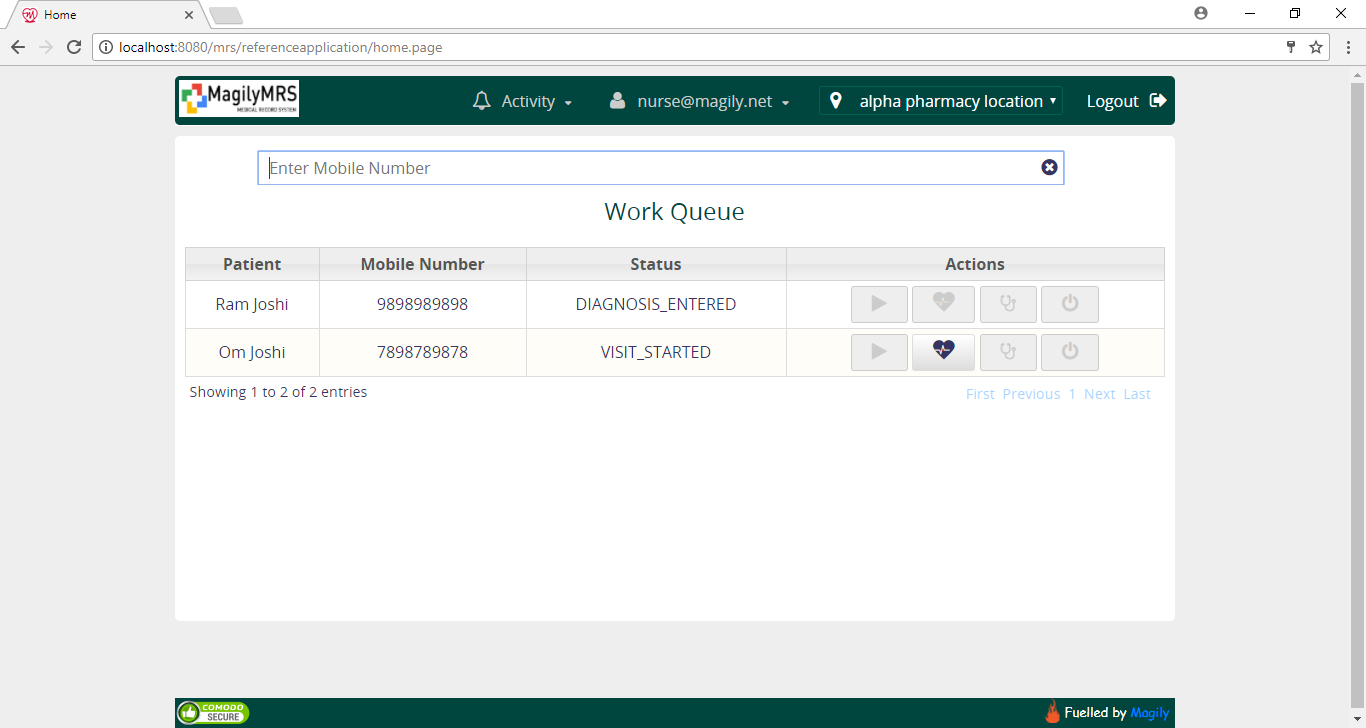 Home
localhost:8080/mrs/referenceapplication/home.page
MagilyMRS
MEDICAL RECORD SYSTEM
Activity
nurse@magily.net
alpha pharmacy location
Logout
Enter Mobile Number
Work Queue
Patient Mobile Number Status Actions
Ram Joshi 9898989898 DIAGNOSIS_ENTERED
Om Joshi 7898789878 VISIT_STARTED
Showing 1 to 2 of 2 entries
First Previous 1 Next Last
COMODO
SECURE
Fuelled by Magily